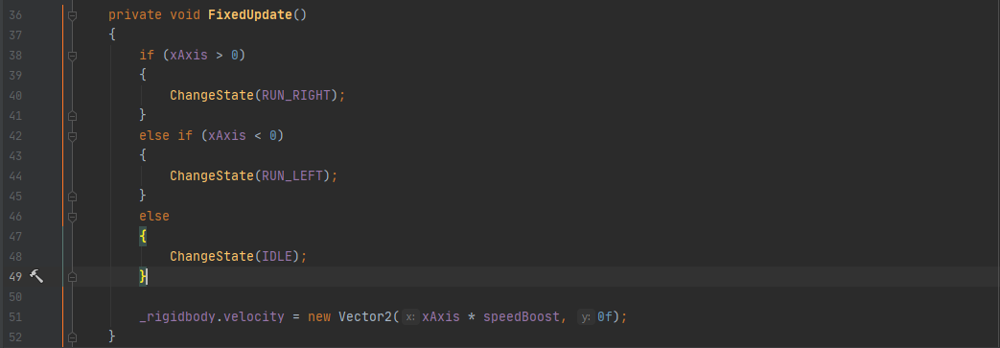 36 private void FixedUpdate()
37 {
38 if (xAxis > 0)
39 {
40 ChangeState(RUN_RIGHT);
41 }
42 else if (xAxis < 0)
43 {
44 ChangeState(RUN_LEFT);
45 }
46 else
47 {
48 ChangeState(IDLE);
49 }
50
51 _rigidbody.velocity = new Vector2( x: xAxis * speedBoost, y: 0f);
52 }